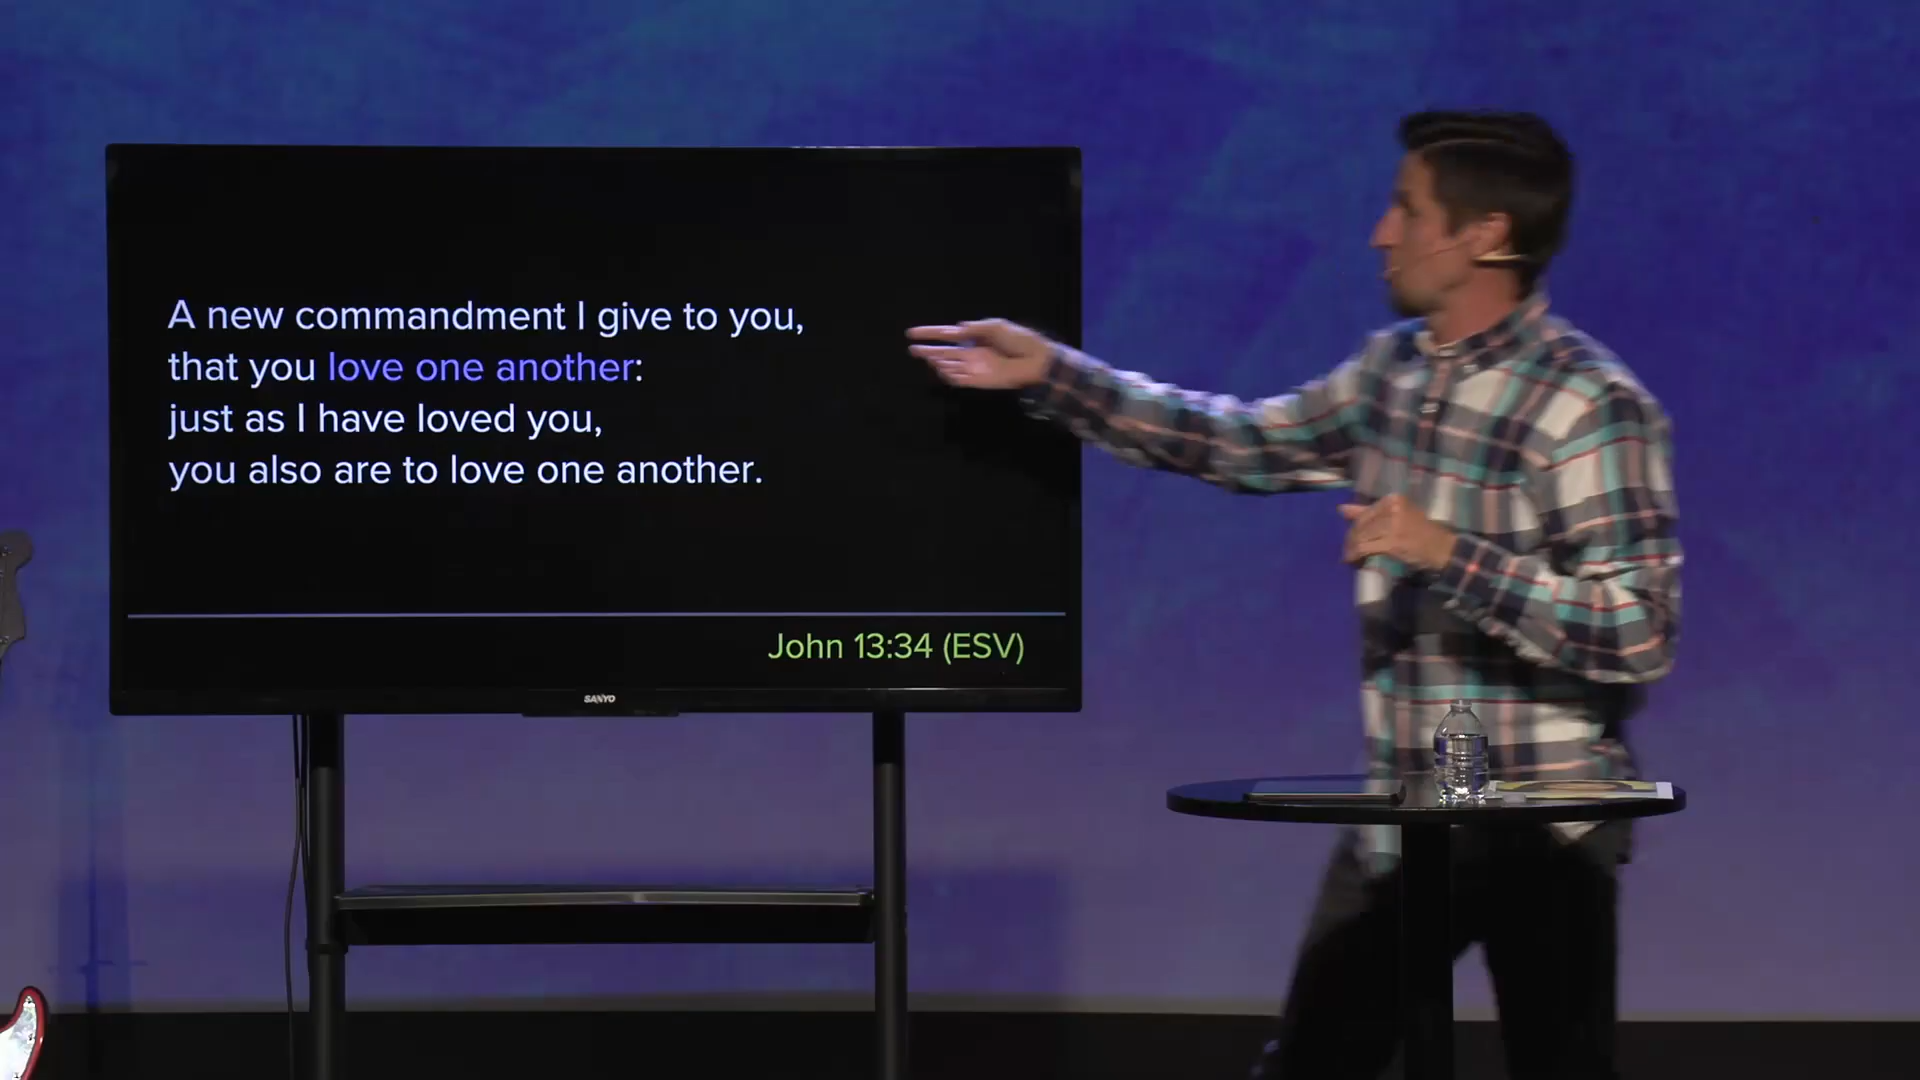 A new commandment I give to you,
that you love one another:
just as I have loved you,
you also are to love one another.
John 13:34 (ESV)
SANYO